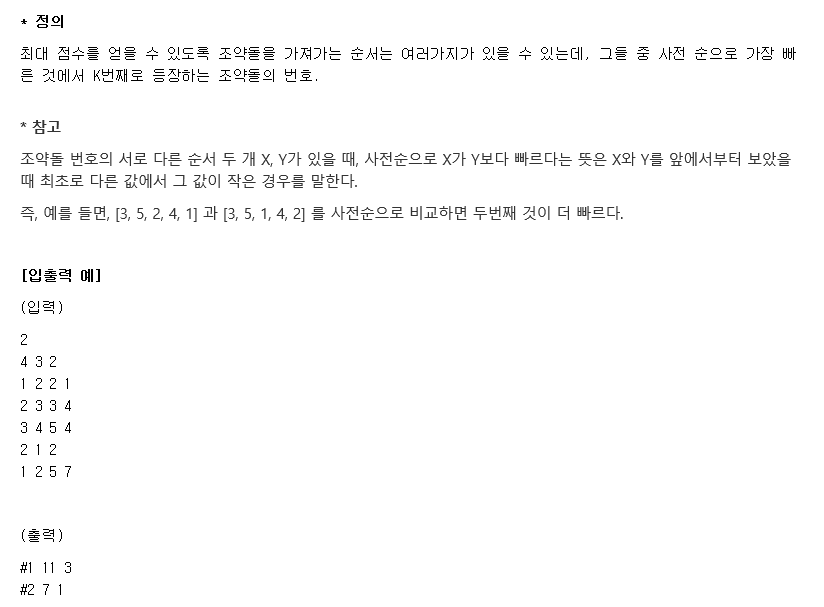 * 정의
최대 점수를 얻을 수 있도록 조약돌을 가져가는 순서는 여러가지가 있을 수 있는데, 그들 중 사전 순으로 가장 빠
른 것에서 K번째로 등장하는 조약돌의 번호.
* 참고
조약돌 번호의 서로 다른 순서 두 개 X, Y가 있을 때, 사전순으로 X가 Y보다 빠르다는 뜻은 X와 Y를 앞에서부터 보았을
때 최초로 다른 값에서 그 값이 작은 경우를 말한다.
즉, 예를 들면, [3, 5, 2, 4, 1] 과 [3, 5, 1, 4, 2] 를 사전순으로 비교하면 두번째 것이 더 빠르다.
[입출력 예]
(입력)
2
4 3 2
1 2 2 1
2 3 3 4
3 4 5 4
2 1 2
1 2 5 7
(출력)
#1 11 3
#2 7 1